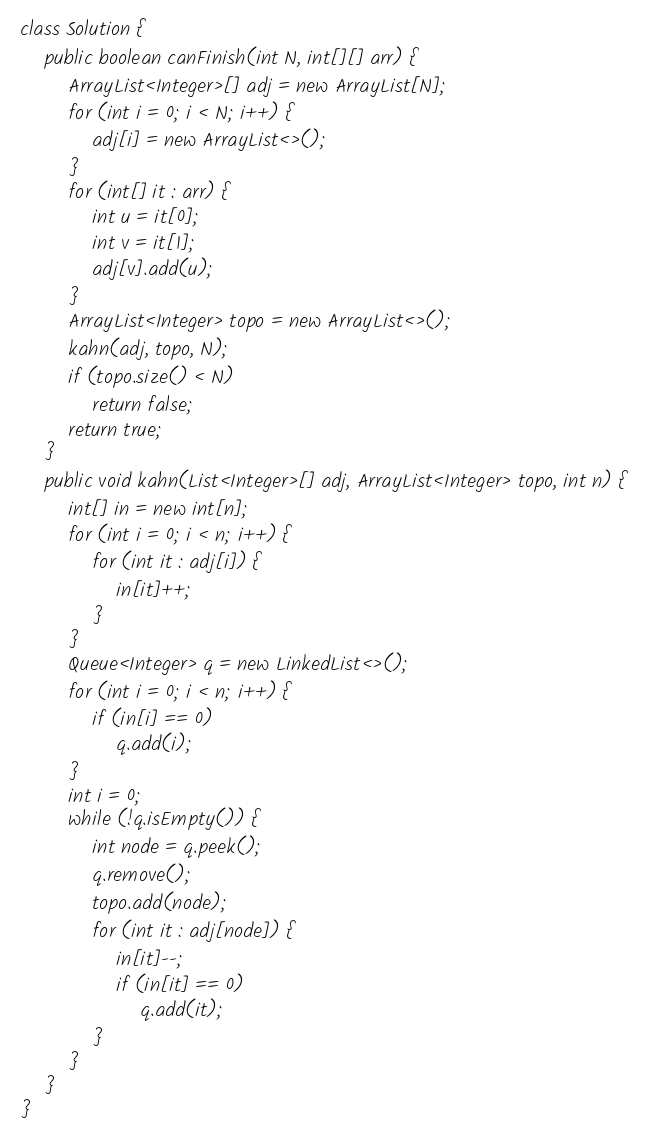 class Solution {
    public boolean canFinish(int N, int[][] arr) {
        ArrayList<Integer>[] adj = new ArrayList[N];
        for (int i = 0; i < N; i++) {
            adj[i] = new ArrayList<>();
        }
        for (int[] it : arr) {
            int u = it[0];
            int v = it[1];
            adj[v].add(u);
        }
        ArrayList<Integer> topo = new ArrayList<>();
        kahn(adj, topo, N);
        if (topo.size() < N)
            return false;
        return true;
    }
    public void kahn(List<Integer>[] adj, ArrayList<Integer> topo, int n) {
        int[] in = new int[n];
        for (int i = 0; i < n; i++) {
            for (int it : adj[i]) {
                in[it]++;
            }
        }
        Queue<Integer> q = new LinkedList<>();
        for (int i = 0; i < n; i++) {
            if (in[i] == 0)
                q.add(i);
        }
        int i = 0;
        while (!q.isEmpty()) {
            int node = q.peek();
            q.remove();
            topo.add(node);
            for (int it : adj[node]) {
                in[it]--;
                if (in[it] == 0)
                    q.add(it);
            }
        }
    }
}